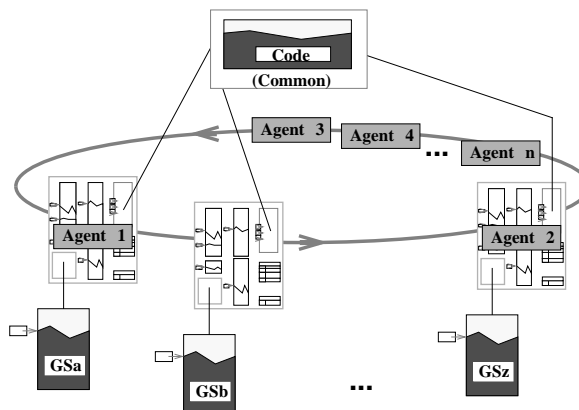 Code
(Common)
Agent 3
Agent 4
... Agent n
Agent 1
Agent 2
GSa
GSb
...
GSz